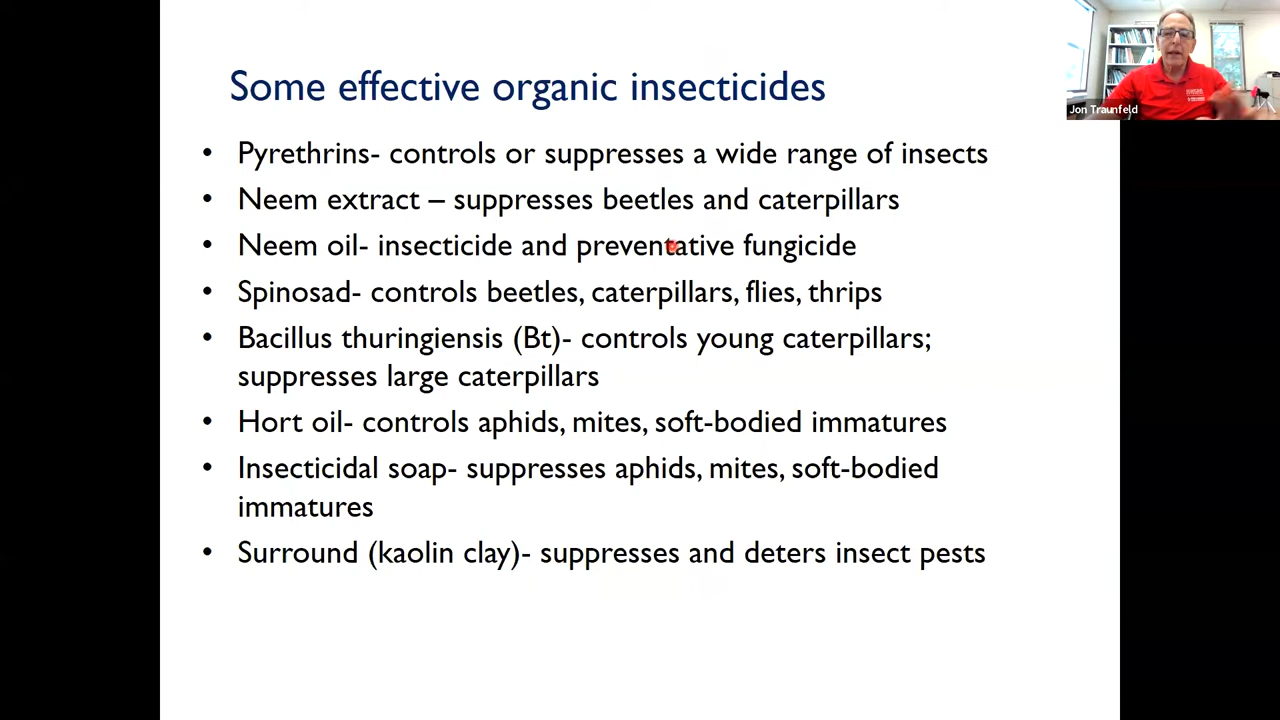 Some effective organic insecticides
• Pyrethrins- controls or suppresses a wide range of insects
• Neem extract – suppresses beetles and caterpillars
• Neem oil- insecticide and preventative fungicide
• Spinosad- controls beetles, caterpillars, flies, thrips
• Bacillus thuringiensis (Bt)- controls young caterpillars;
suppresses large caterpillars
• Hort oil- controls aphids, mites, soft-bodied immatures
• Insecticidal soap- suppresses aphids, mites, soft-bodied
immatures
• Surround (kaolin clay)- suppresses and deters insect pests
Jon Traunfeld